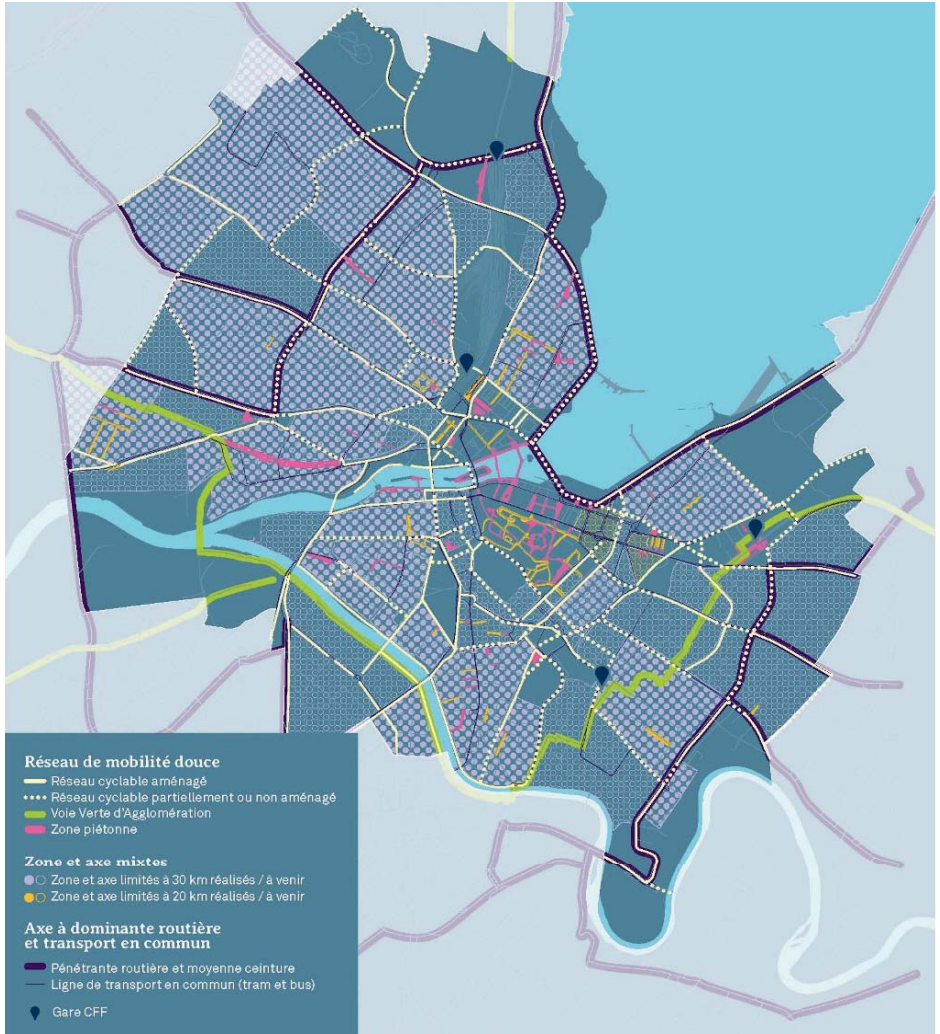 Réseau de mobilité douce
Réseau cyclable aménagé
Réseau cyclable partiellement ou non aménagé
Voie Verte d'Agglomération
Zone piétonne
Zone et axe mixtes
Zone et axe limités à 30 km réalisés / à venir
Zone et axe limités à 20 km réalisés / à venir
Axe à dominante routière
et transport en commun
Pénétrante routière et moyenne ceinture
Ligne de transport en commun (tram et bus)
Gare CFF